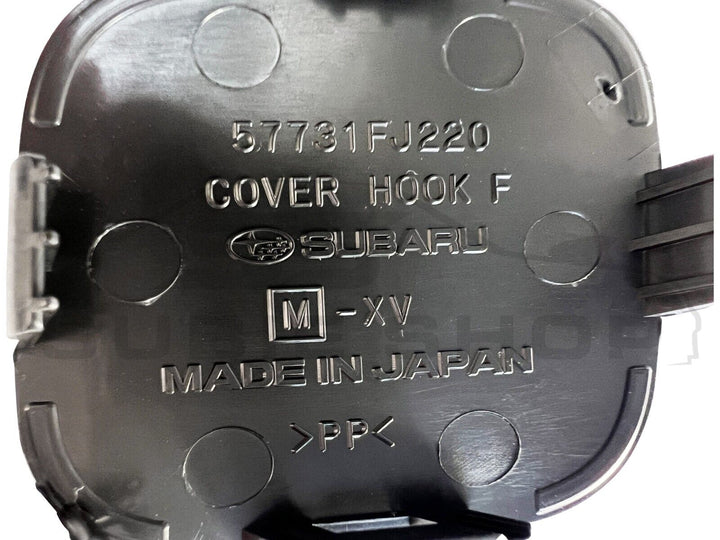 57731FJ220
COVER HOOK F
SUBARU
M -XV
MADE IN JAPAN
>PP<